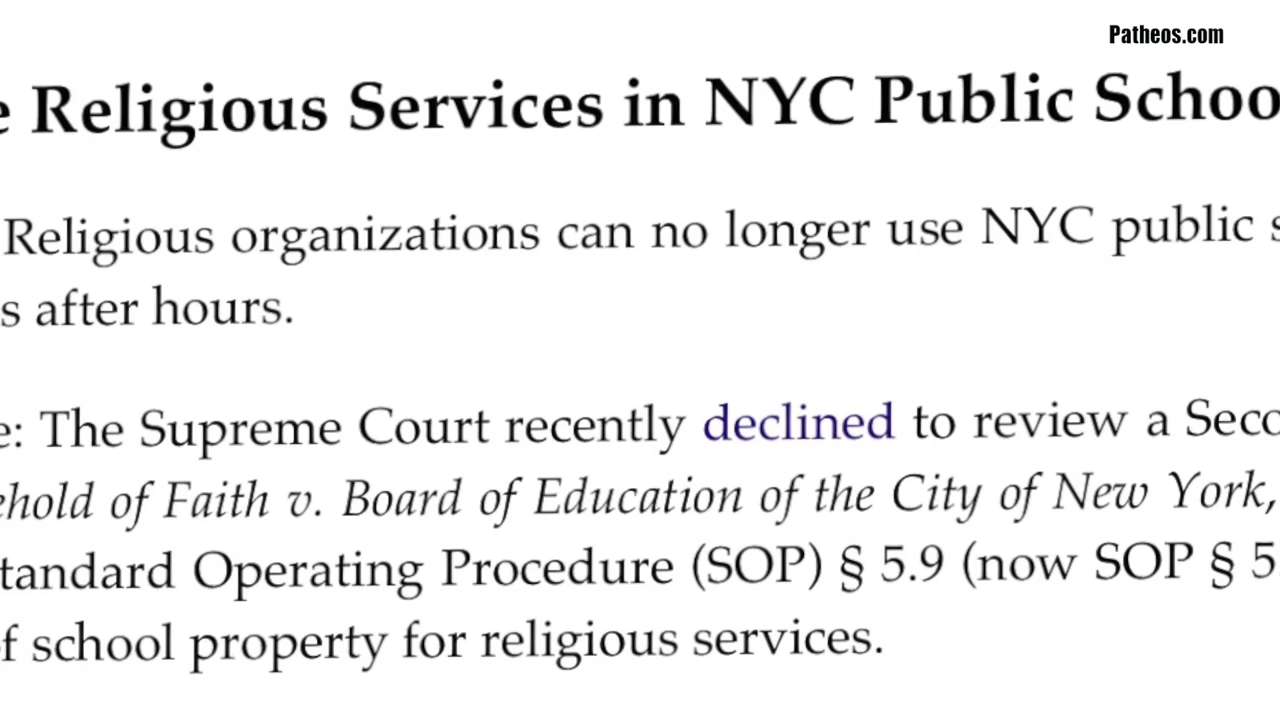 Patheos.com
e Religious Services in NYC Public Schoo
Religious organizations can no longer use NYC public s
s after hours.
e: The Supreme Court recently declined to review a Seco
ehold of Faith v. Board of Education of the City of New York,
tandard Operating Procedure (SOP) § 5.9 (now SOP § 5.
f school property for religious services.